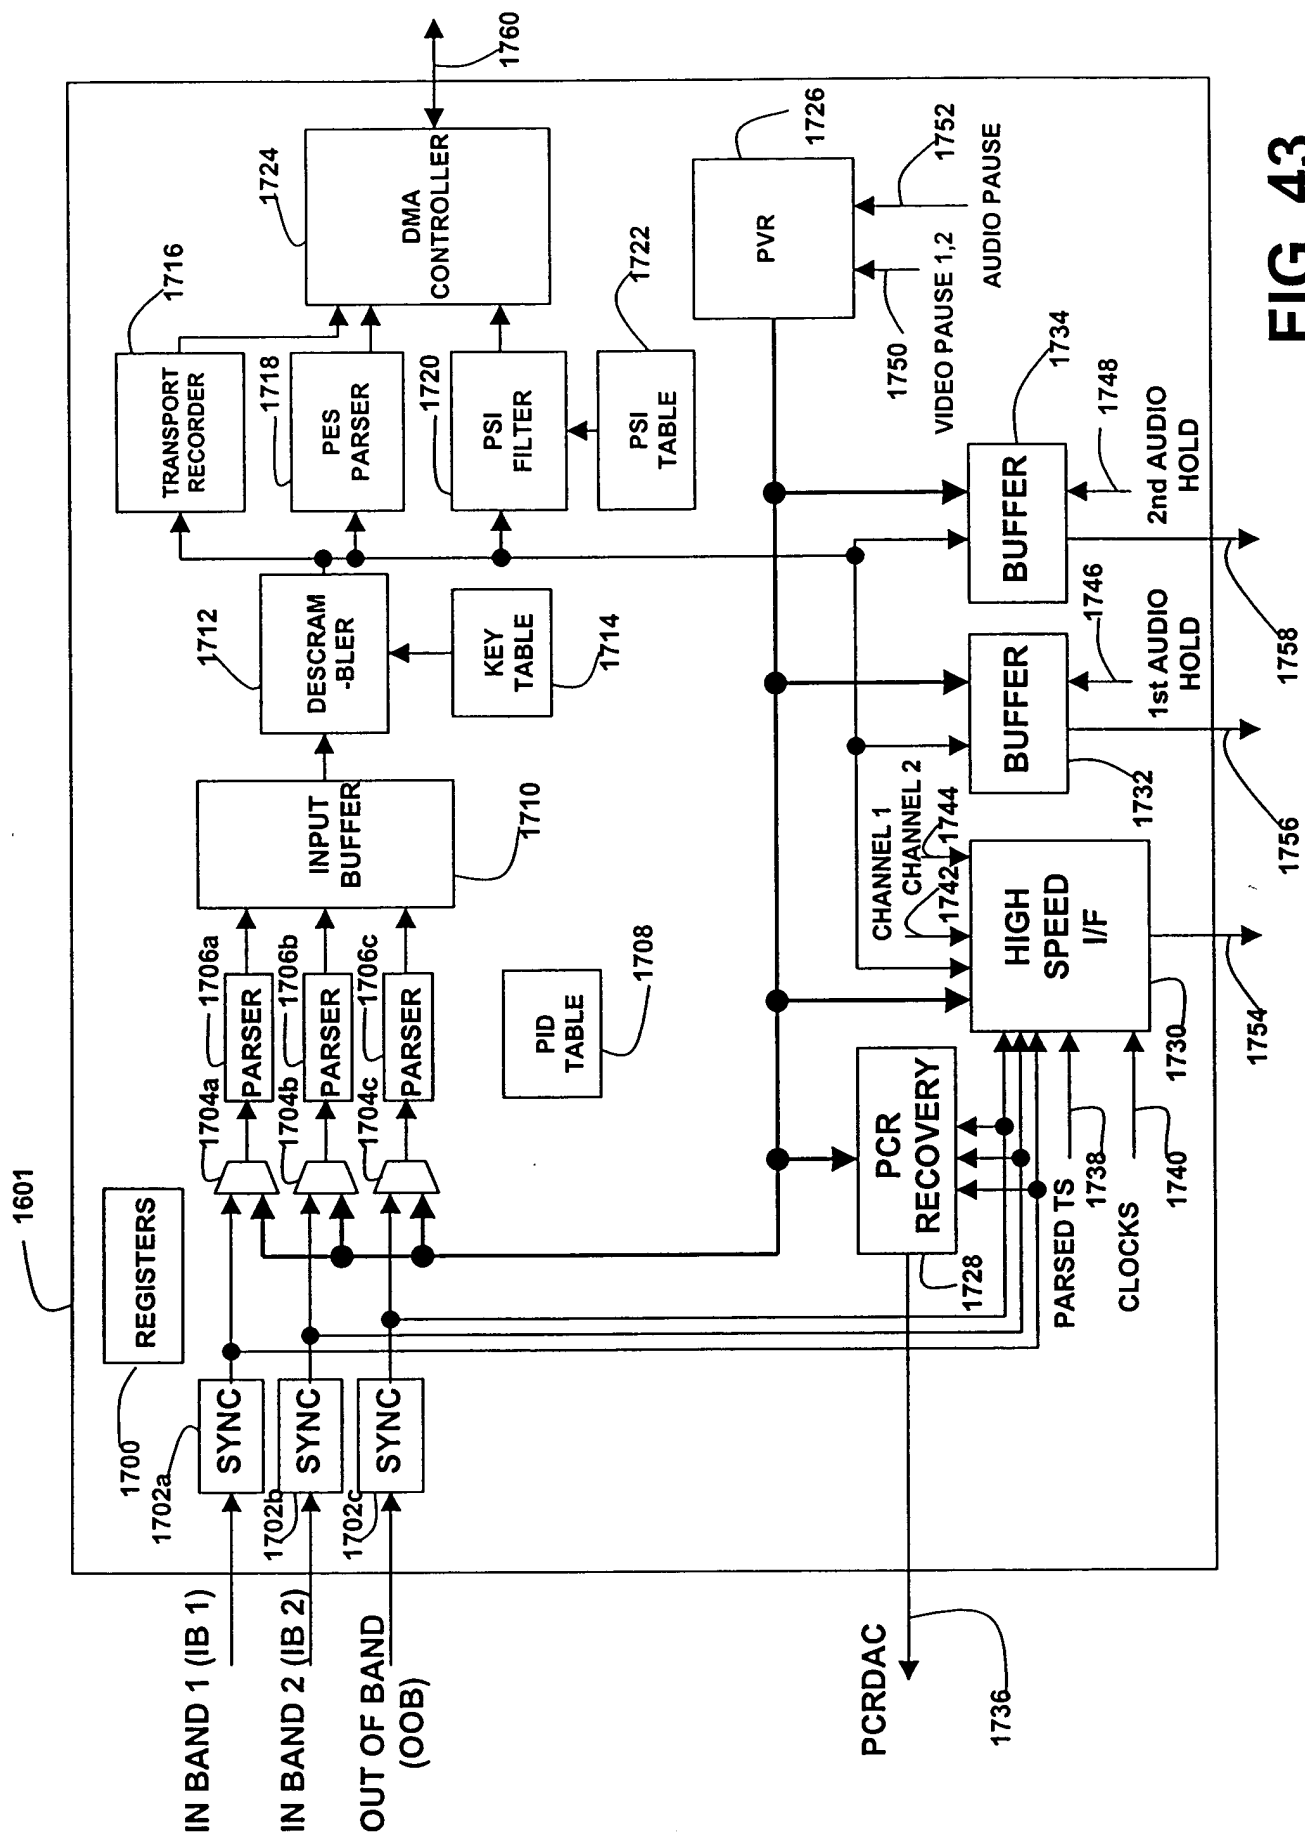 1601
1700
REGISTERS
IN BAND 1 (IB 1)
IN BAND 2 (IB 2)
OUT OF BAND
(OOB)
1702a
SYNC
1702b
SYNC
1702c
SYNC
1704a
1704b
1704c
1706a
PARSER
1706b
PARSER
1706c
PARSER
PID
TABLE
1708
INPUT
BUFFER
1710
1712
DESCRAM
-BLER
KEY
TABLE
1714
1716
TRANSPORT
RECORDER
1718
PES
PARSER
1720
PSI
FILTER
1722
PSI
TABLE
1724
DMA
CONTROLLER
1760
PVR
1726
1750
VIDEO PAUSE 1,2
1752
AUDIO PAUSE
PCRDAC
1736
PCR
RECOVERY
1728
PARSED TS
1738
CLOCKS
1740
CHANNEL 1
1742
CHANNEL 2
1744
HIGH
SPEED
I/F
1730
1754
BUFFER
1732
1746
1st AUDIO
HOLD
1756
BUFFER
1734
1748
2nd AUDIO
HOLD
1758
FIG. 43